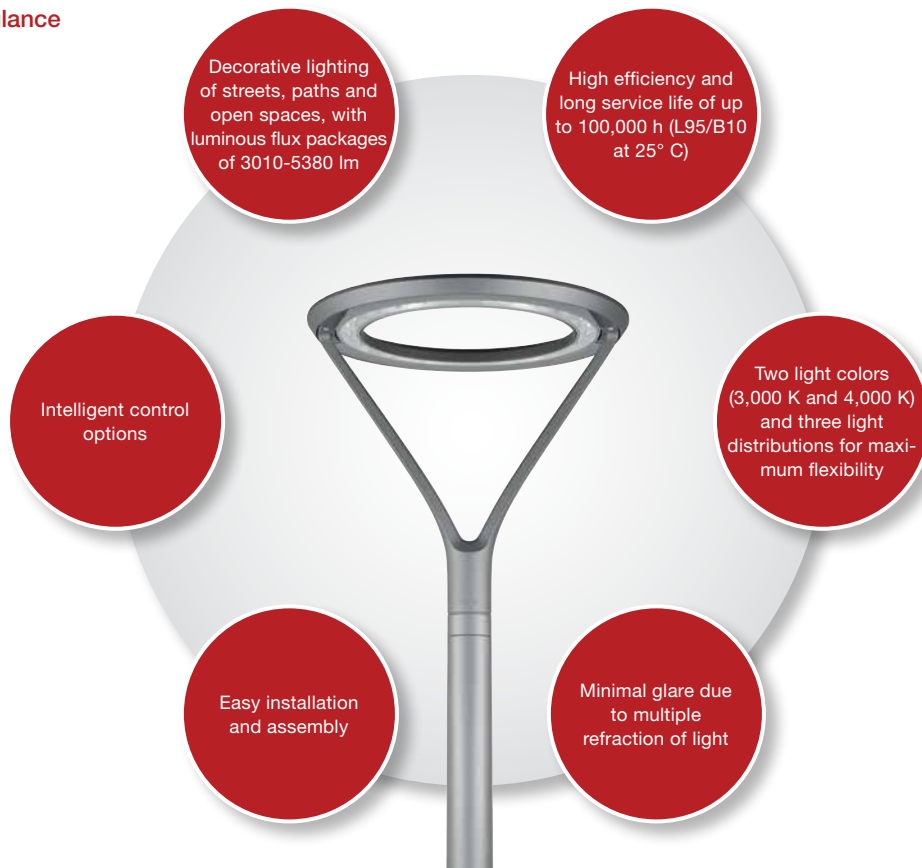 Decorative lighting
of streets, paths and
open spaces, with
luminous flux packages
of 3010-5380 lm
High efficiency and
long service life of up
to 100,000 h (L95/B10
at 25° C)
Intelligent control
options
Two light colors
(3,000 K and 4,000 K)
and three light
distributions for maxi-
mum flexibility
Easy installation
and assembly
Minimal glare due
to multiple
refraction of light